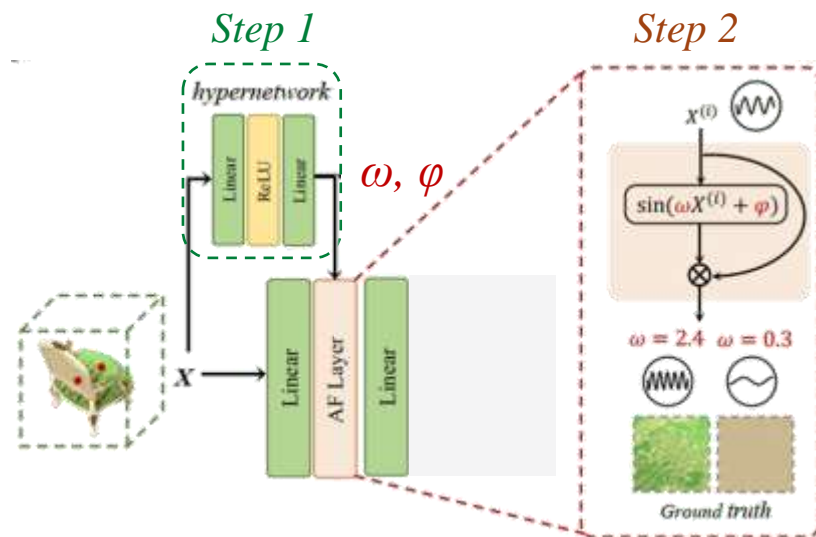 Step 1
Step 2
hypernetwork
Linear
ReLU
Linear
ω, φ
X
Linear
AF Layer
Linear
X⁽ⁱ⁾
sin(ωX⁽ⁱ⁾ + φ)
⊗
ω = 2.4 ω = 0.3
Ground truth